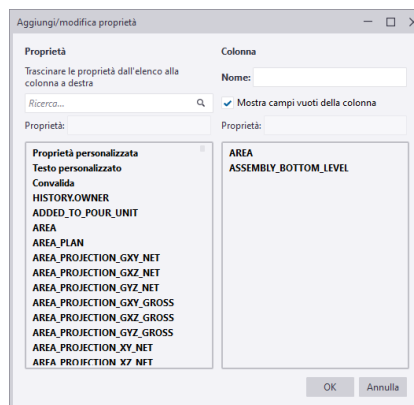 Aggiungi/modifica proprietà
Proprietà
Trascinare le proprietà dall'elenco alla
colonna a destra
Ricerca...
Proprietà:
Proprietà personalizzata
Testo personalizzato
Convalida
HISTORY.OWNER
ADDED_TO_POUR_UNIT
AREA
AREA_PLAN
AREA_PROJECTION_GXY_NET
AREA_PROJECTION_GXZ_NET
AREA_PROJECTION_GYZ_NET
AREA_PROJECTION_GXY_GROSS
AREA_PROJECTION_GXZ_GROSS
AREA_PROJECTION_GYZ_GROSS
AREA_PROJECTION_XY_NET
AREA_PROJECTION_XZ_NET
Colonna
Nome:
Mostra campi vuoti della colonna
Proprietà:
AREA
ASSEMBLY_BOTTOM_LEVEL
OK
Annulla